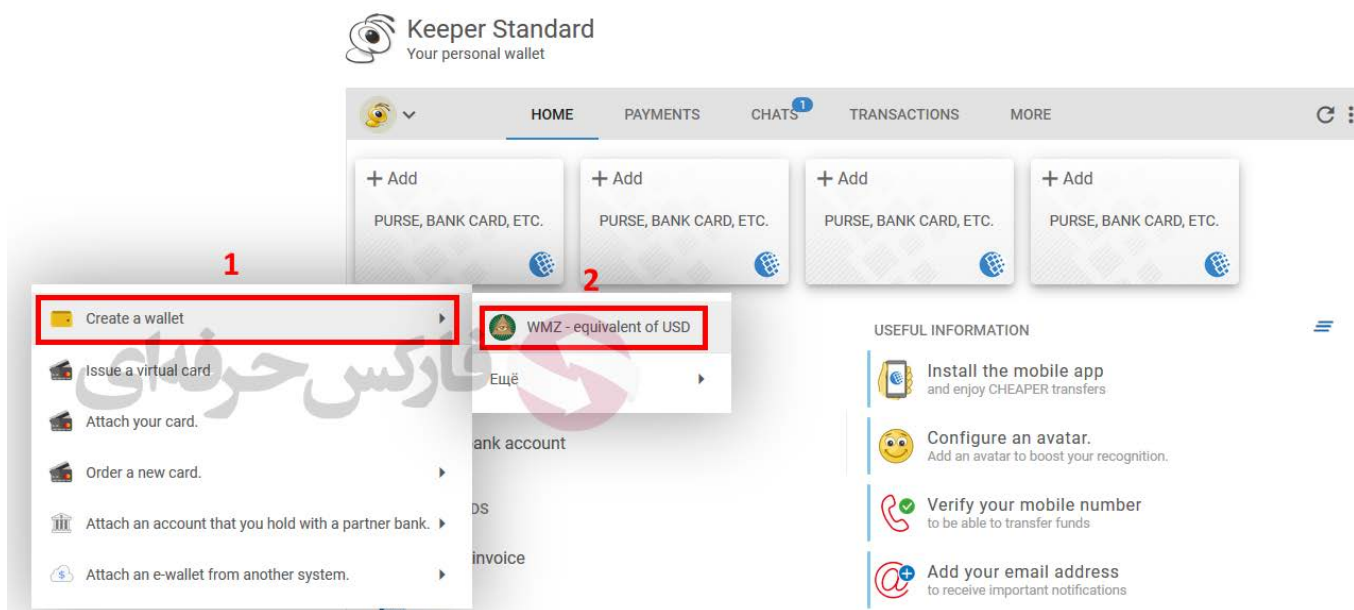 Keeper Standard
Your personal wallet
HOME PAYMENTS CHATS 1 TRANSACTIONS MORE
+ Add
PURSE, BANK CARD, ETC.
+ Add
PURSE, BANK CARD, ETC.
+ Add
PURSE, BANK CARD, ETC.
+ Add
PURSE, BANK CARD, ETC.
1
Create a wallet
Issue a virtual card
Attach your card.
Order a new card.
Attach an account that you hold with a partner bank.
Attach an e-wallet from another system.
2
WMZ - equivalent of USD
Ещё
فارکس حرفه‌ای
account
invoice
USEFUL INFORMATION
Install the mobile app
and enjoy CHEAPER transfers
Configure an avatar.
Add an avatar to boost your recognition.
Verify your mobile number
to be able to transfer funds
Add your email address
to receive important notifications